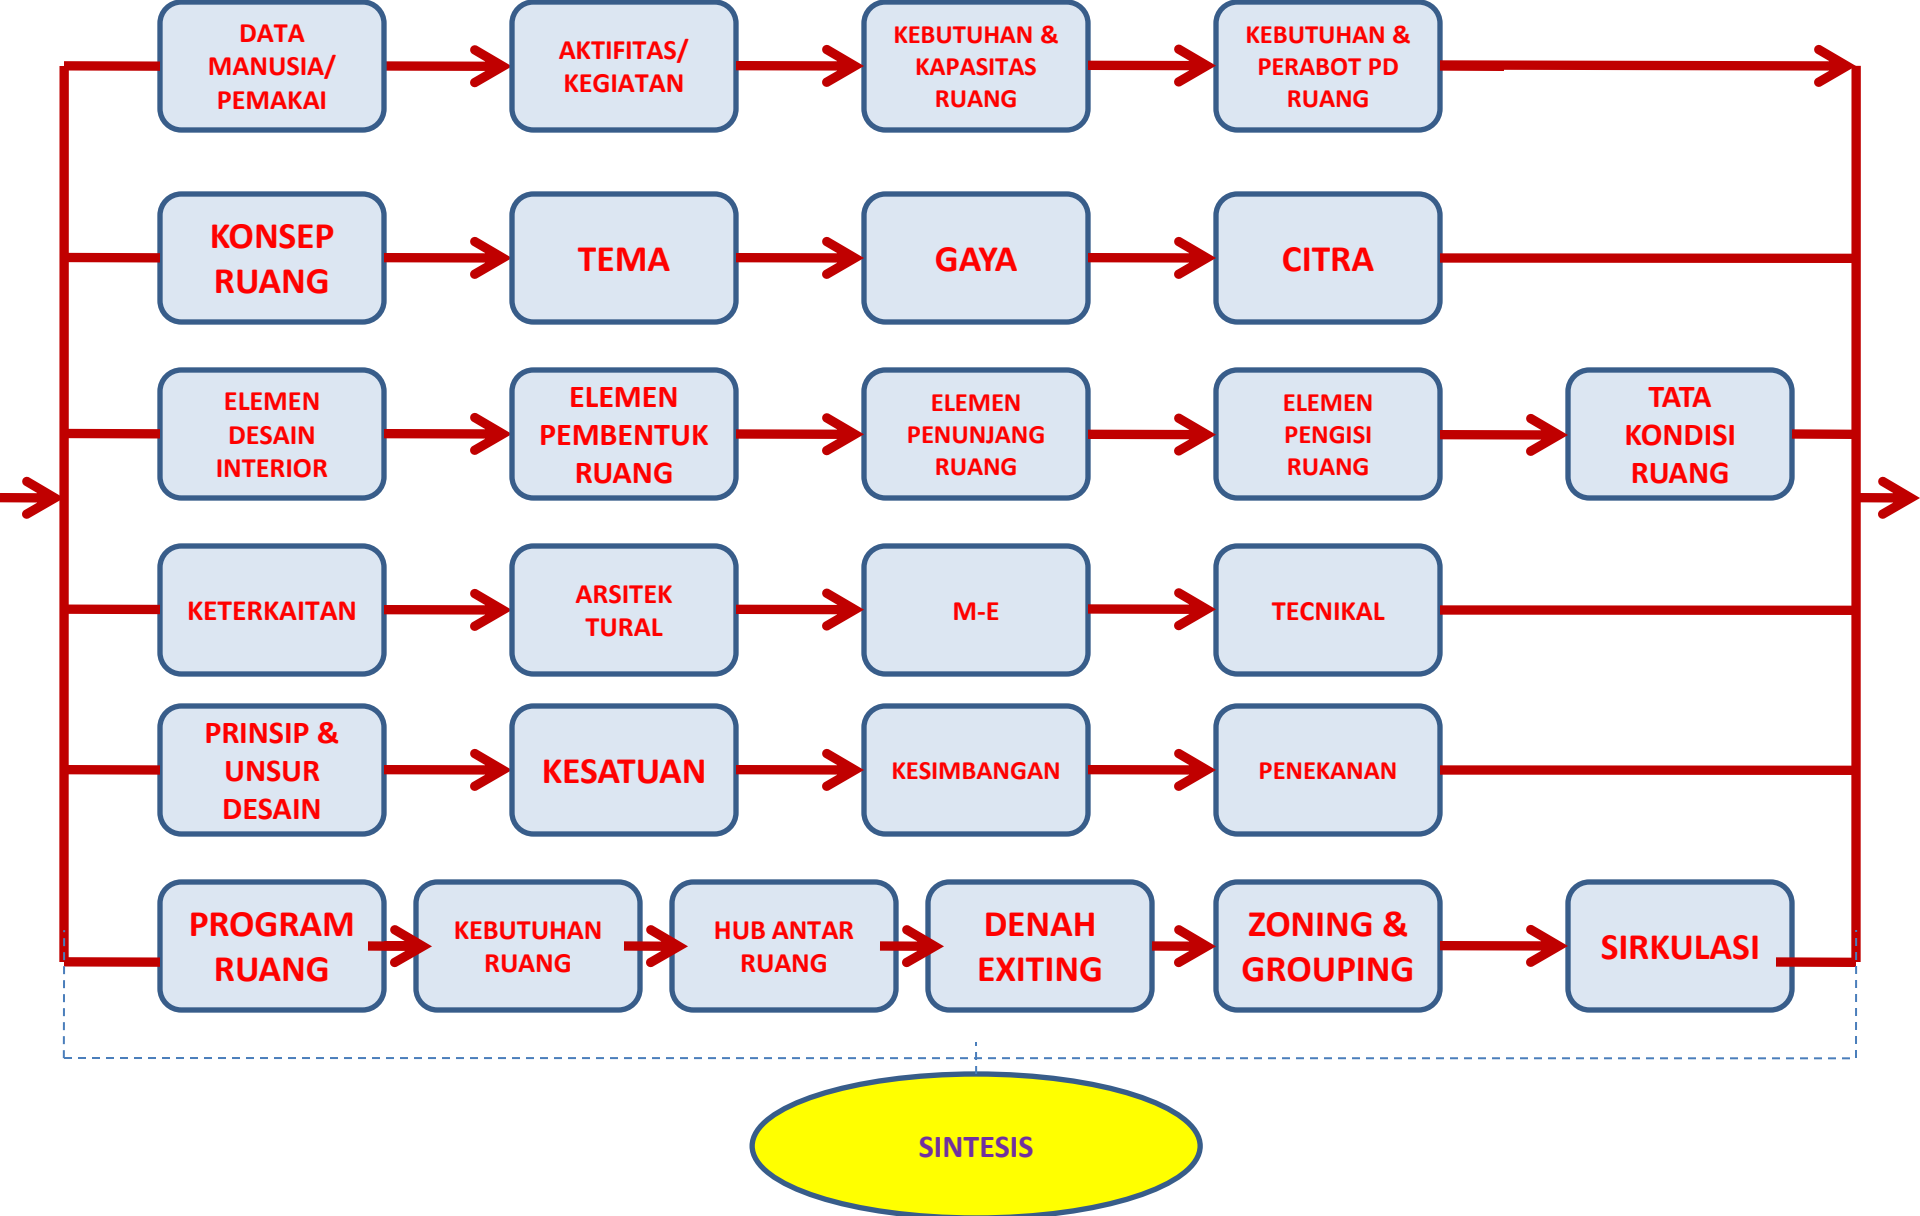 DATA
MANUSIA/
PEMAKAI
AKTIFITAS/
KEGIATAN
KEBUTUHAN &
KAPASITAS
RUANG
KEBUTUHAN &
PERABOT PD
RUANG
KONSEP
RUANG
TEMA
GAYA
CITRA
ELEMEN
DESAIN
INTERIOR
ELEMEN
PEMBENTUK
RUANG
ELEMEN
PENUNJANG
RUANG
ELEMEN
PENGISI
RUANG
TATA
KONDISI
RUANG
KETERKAITAN
ARSITEK
TURAL
M-E
TECNIKAL
PRINSIP &
UNSUR
DESAIN
KESATUAN
KESIMBANGAN
PENEKANAN
PROGRAM
RUANG
KEBUTUHAN
RUANG
HUB ANTAR
RUANG
DENAH
EXITING
ZONING &
GROUPING
SIRKULASI
SINTESIS